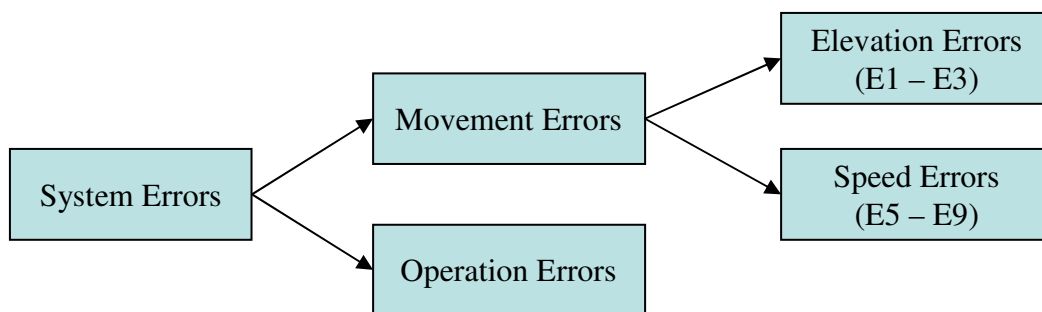 System Errors
Movement Errors
Operation Errors
Elevation Errors
(E1 – E3)
Speed Errors
(E5 – E9)